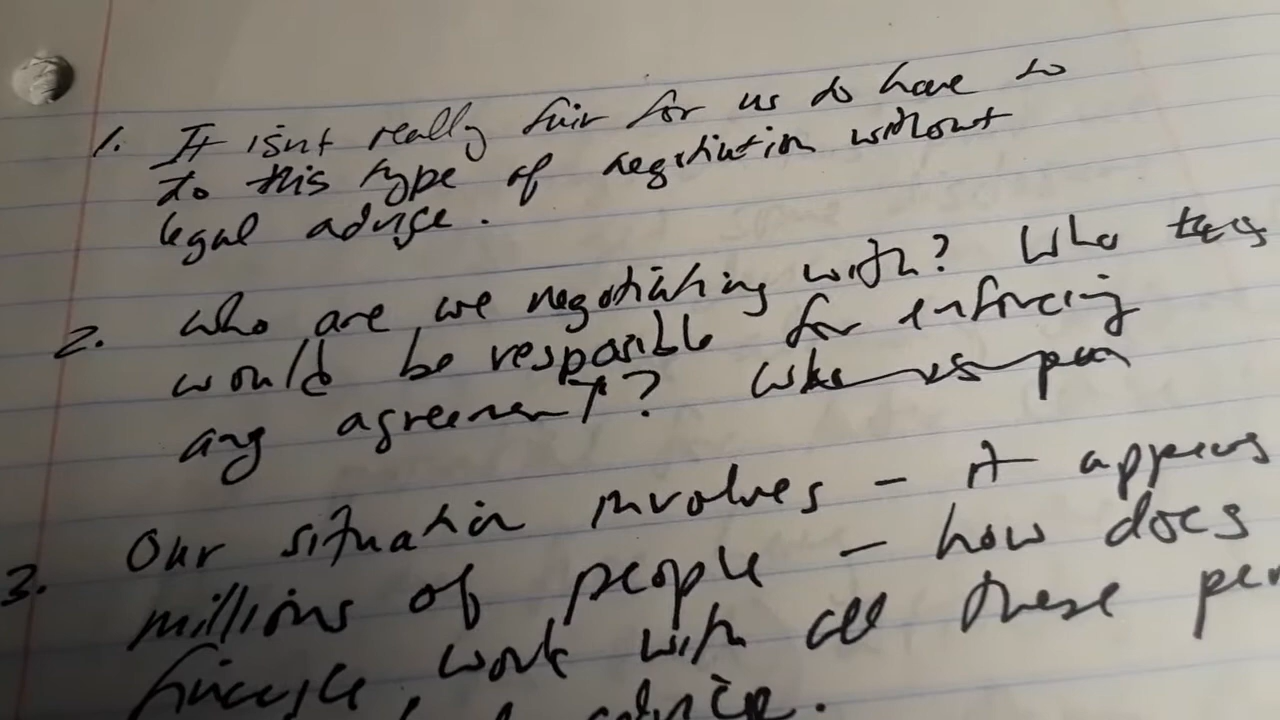 1. It isnt really fair for us to have to
to this type of negotiation without
legal advise.
2. Who are we negotiating with? Who
would be responsible for enforcing
any agreement?
3. Our situation involves - it appears
millions of people - how does
work with all these
advice.